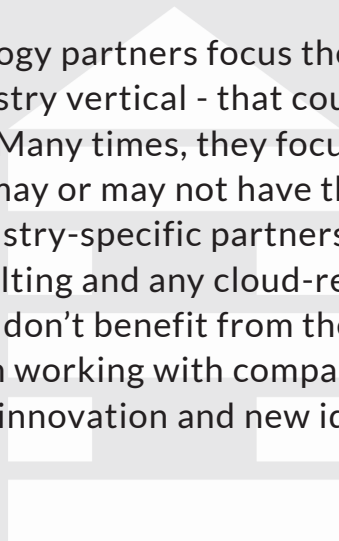 ogy partners focus the
stry vertical - that cou
Many times, they focu
may or may not have th
stry-specific partners
lting and any cloud-re
don’t benefit from the
n working with compa
innovation and new id